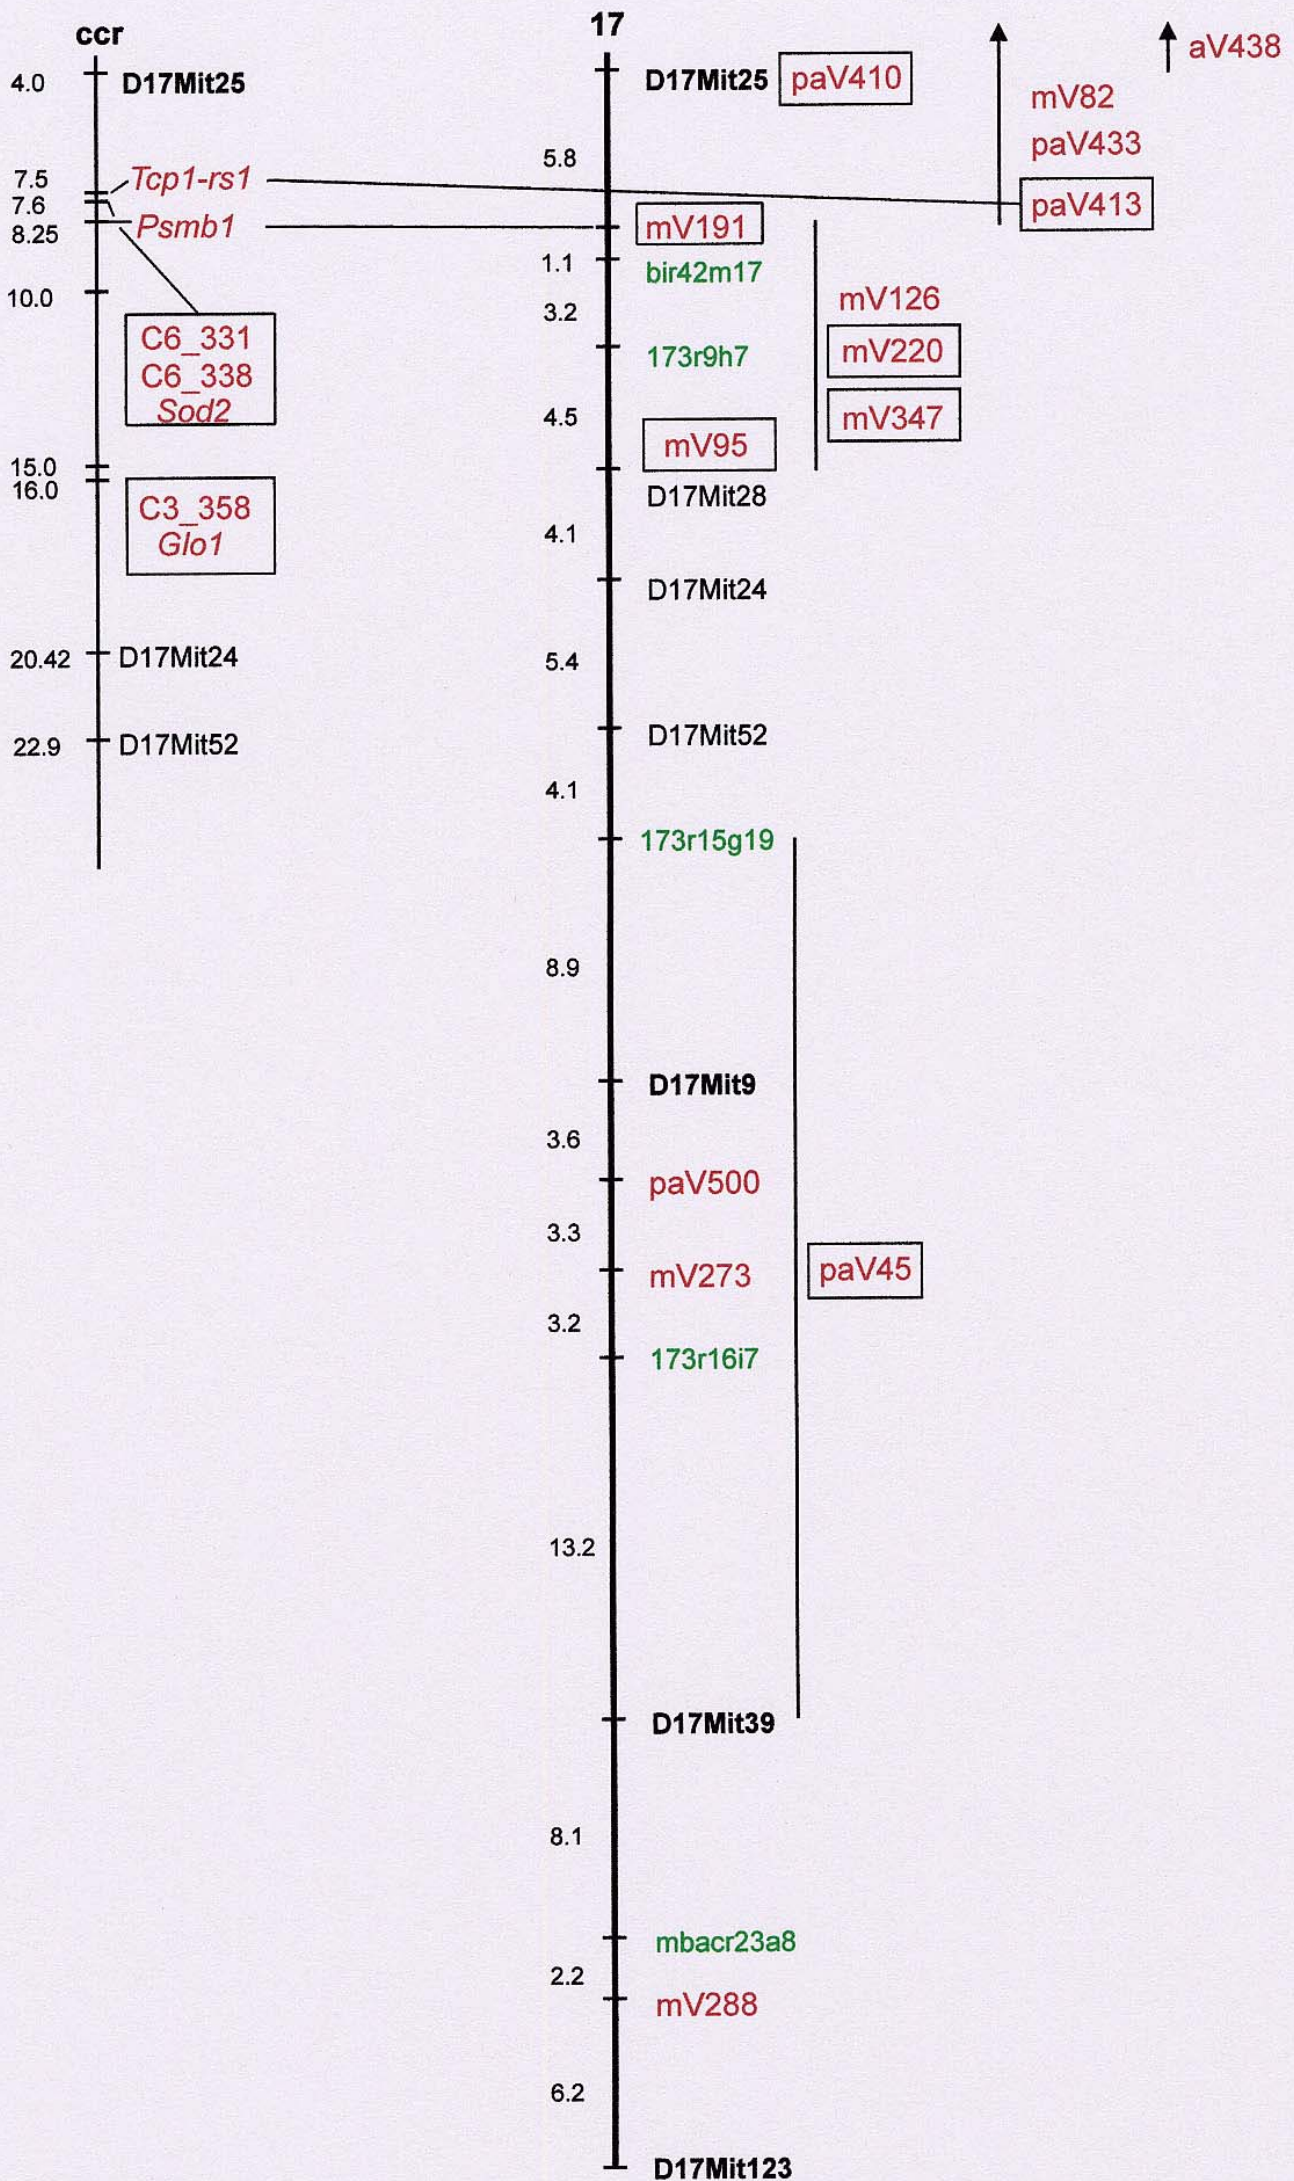 ccr
4.0
D17Mit25
7.5
Tcp1-rs1
7.6
8.25
Psmb1
10.0
C6_331
C6_338
Sod2
15.0
16.0
C3_358
Glo1
20.42
D17Mit24
22.9
D17Mit52
17
D17Mit25
paV410
5.8
mV191
1.1
bir42m17
3.2
173r9h7
4.5
mV95
D17Mit28
4.1
D17Mit24
5.4
D17Mit52
4.1
173r15g19
8.9
D17Mit9
3.6
paV500
3.3
mV273
3.2
173r16i7
13.2
D17Mit39
8.1
mbacr23a8
2.2
mV288
6.2
D17Mit123
mV126
mV220
mV347
paV45
mV82
paV433
paV413
aV438